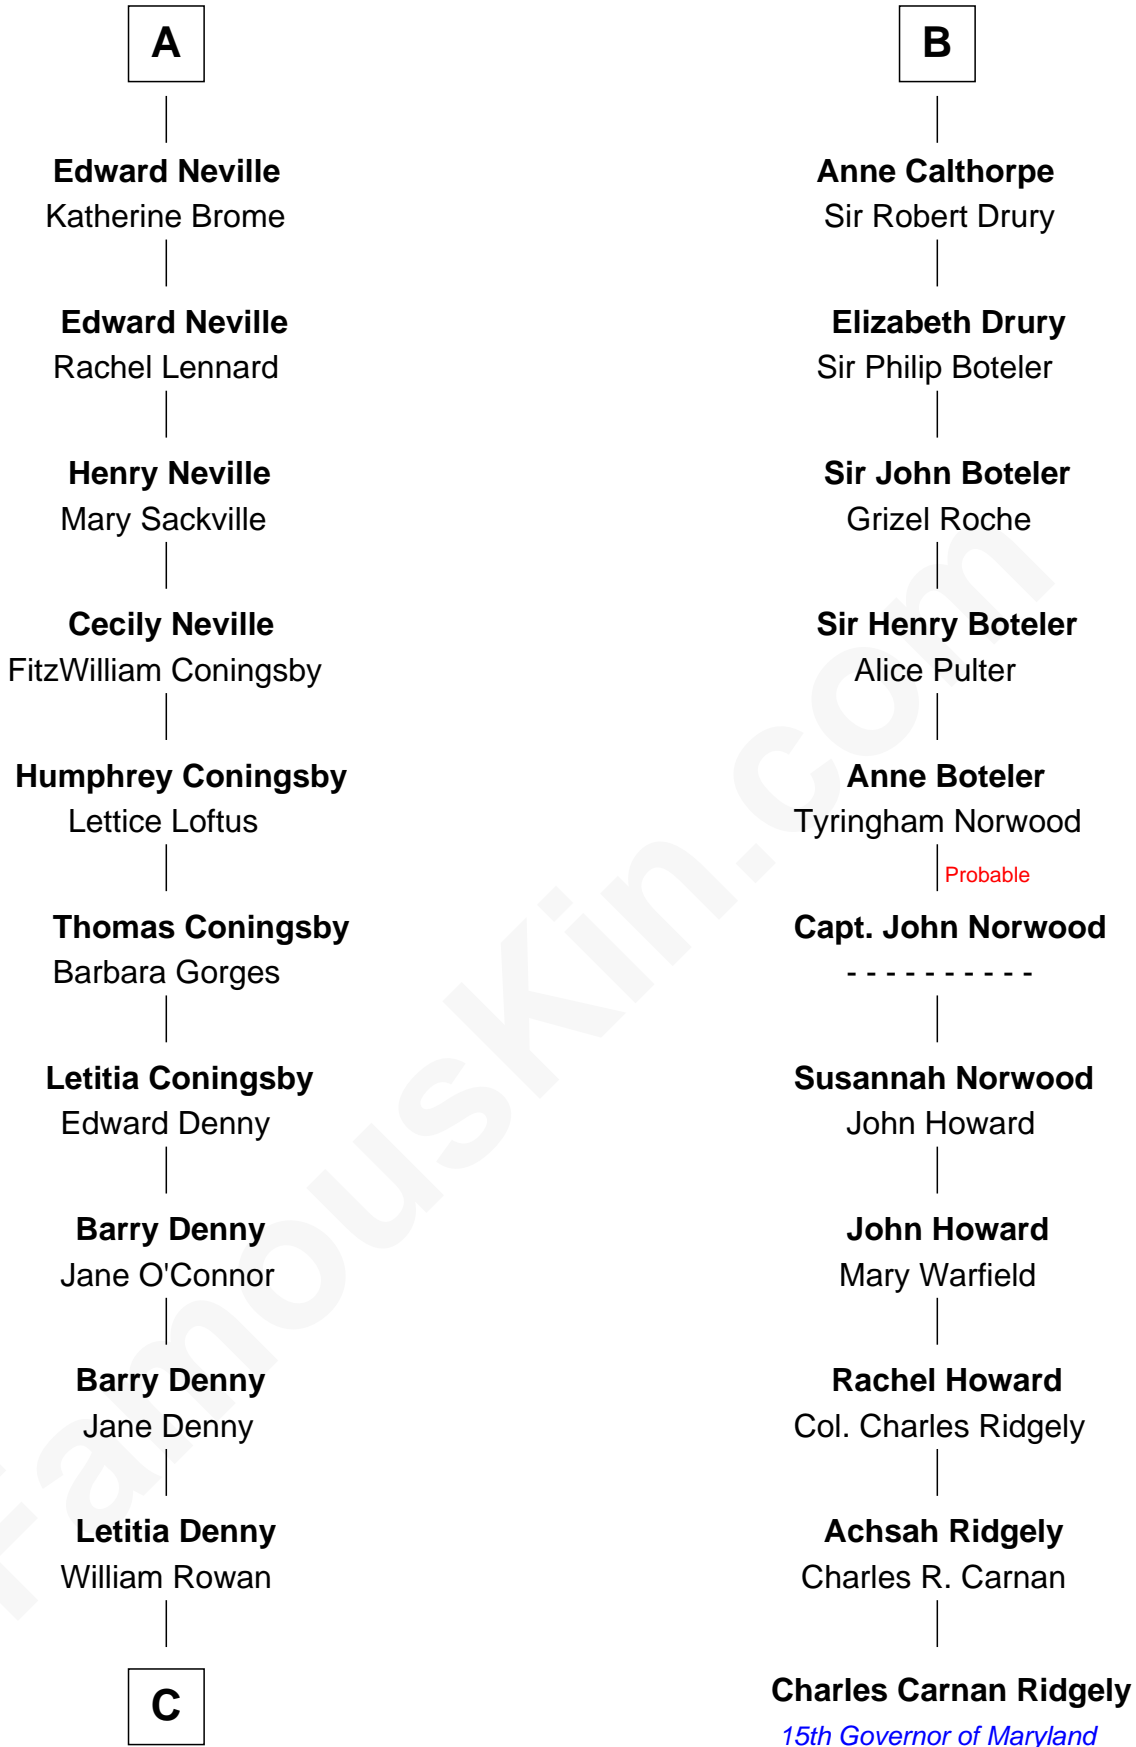 A
Edward Neville
Katherine Brome
Edward Neville
Rachel Lennard
Henry Neville
Mary Sackville
Cecily Neville
FitzWilliam Coningsby
Humphrey Coningsby
Lettice Loftus
Thomas Coningsby
Barbara Gorges
Letitia Coningsby
Edward Denny
Barry Denny
Jane O'Connor
Barry Denny
Jane Denny
Letitia Denny
William Rowan
C
B
Anne Calthorpe
Sir Robert Drury
Elizabeth Drury
Sir Philip Boteler
Sir John Boteler
Grizel Roche
Sir Henry Boteler
Alice Pulter
Anne Boteler
Tyringham Norwood
Probable
Capt. John Norwood
- - - - - - - - - -
Susannah Norwood
John Howard
John Howard
Mary Warfield
Rachel Howard
Col. Charles Ridgely
Achsah Ridgely
Charles R. Carnan
Charles Carnan Ridgely
15th Governor of Maryland
FamousKin.com